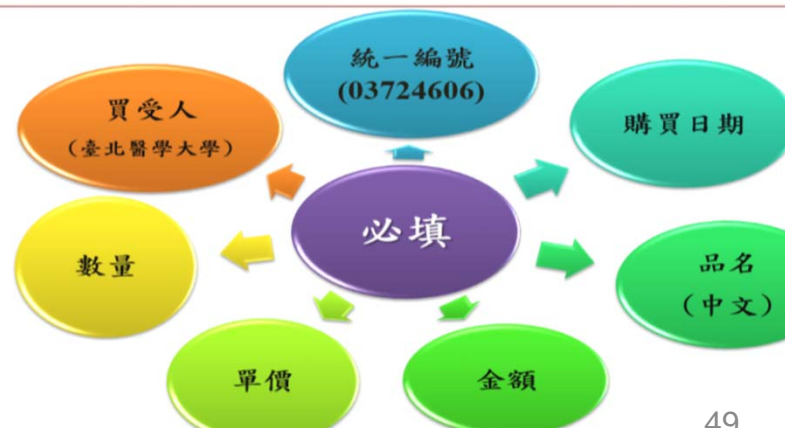 統一編號
(03724606)
買受人
(臺北醫學大學)
購買日期
必填
數量
品名
(中文)
單價
金額
49